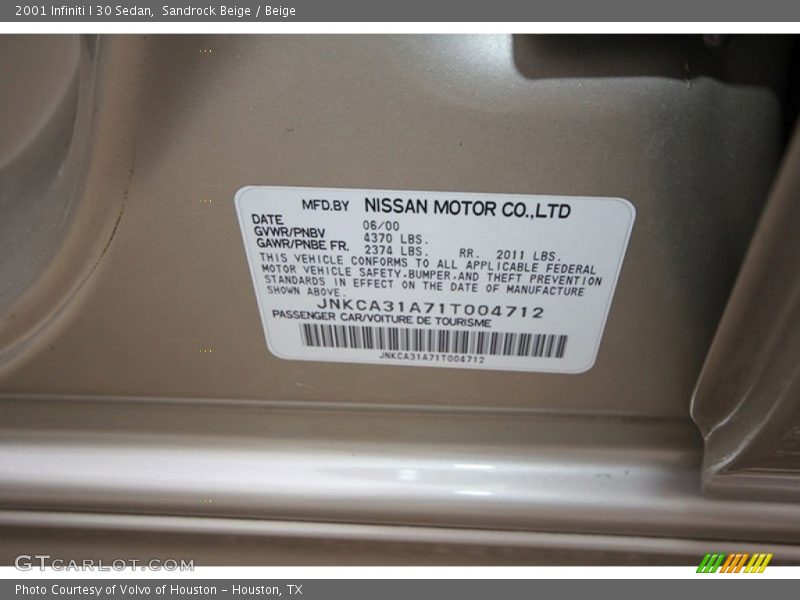 2001 Infiniti I 30 Sedan, Sandrock Beige / Beige
MFD.BY NISSAN MOTOR CO.,LTD
DATE 06/00
GVWR/PNBV 4370 LBS.
GAWR/PNBE FR. 2374 LBS. RR. 2011 LBS.
THIS VEHICLE CONFORMS TO ALL APPLICABLE FEDERAL
MOTOR VEHICLE SAFETY,BUMPER,AND THEFT PREVENTION
STANDARDS IN EFFECT ON THE DATE OF MANUFACTURE
SHOWN ABOVE.
JNKCA31A71T004712
PASSENGER CAR/VOITURE DE TOURISME
JNKCA31A71T004712
GTCARLOT.COM
Photo Courtesy of Volvo of Houston - Houston, TX